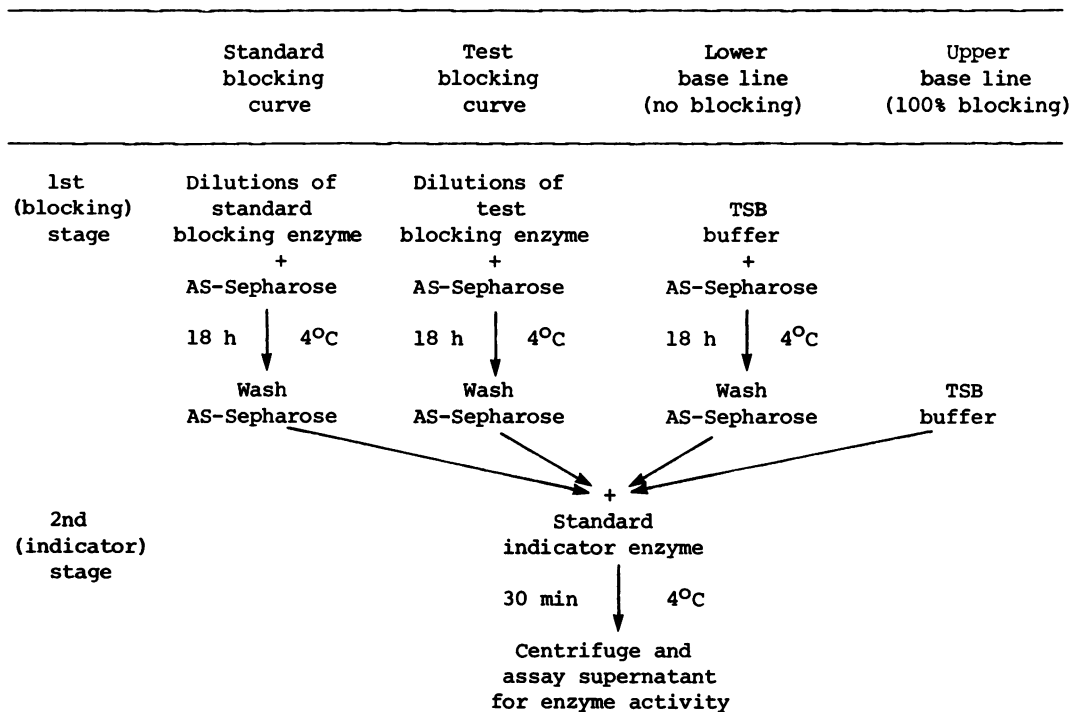 Standard blocking curve
Test blocking curve
Lower base line (no blocking)
Upper base line (100% blocking)
1st (blocking) stage
Dilutions of standard blocking enzyme + AS-Sepharose
Dilutions of test blocking enzyme + AS-Sepharose
TSB buffer + AS-Sepharose
18 h 4°C
18 h 4°C
18 h 4°C
Wash AS-Sepharose
Wash AS-Sepharose
Wash AS-Sepharose
TSB buffer
2nd (indicator) stage
+
Standard indicator enzyme
30 min 4°C
Centrifuge and assay supernatant for enzyme activity